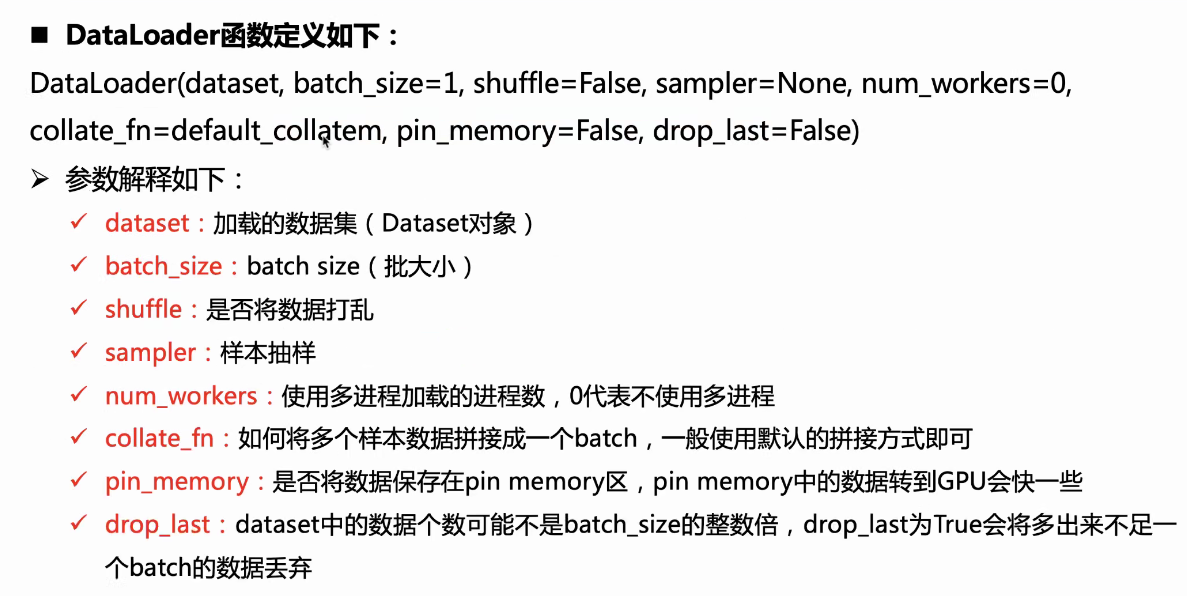 ■ DataLoader函数定义如下：
DataLoader(dataset, batch_size=1, shuffle=False, sampler=None, num_workers=0,
collate_fn=default_collatem, pin_memory=False, drop_last=False)
➢ 参数解释如下：
✓ dataset：加载的数据集（Dataset对象）
✓ batch_size：batch size（批大小）
✓ shuffle：是否将数据打乱
✓ sampler：样本抽样
✓ num_workers：使用多进程加载的进程数，0代表不使用多进程
✓ collate_fn：如何将多个样本数据拼接成一个batch，一般使用默认的拼接方式即可
✓ pin_memory：是否将数据保存在pin memory区，pin memory中的数据转到GPU会快一些
✓ drop_last：dataset中的数据个数可能不是batch_size的整数倍，drop_last为True会将多出来不足一
个batch的数据丢弃